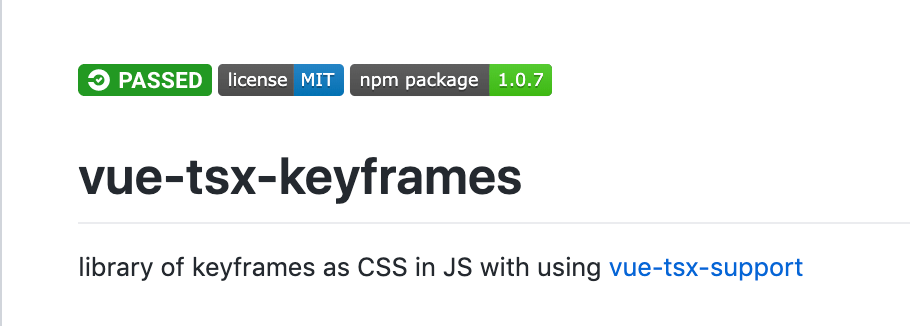 PASSED license MIT npm package 1.0.7
vue-tsx-keyframes
library of keyframes as CSS in JS with using vue-tsx-support